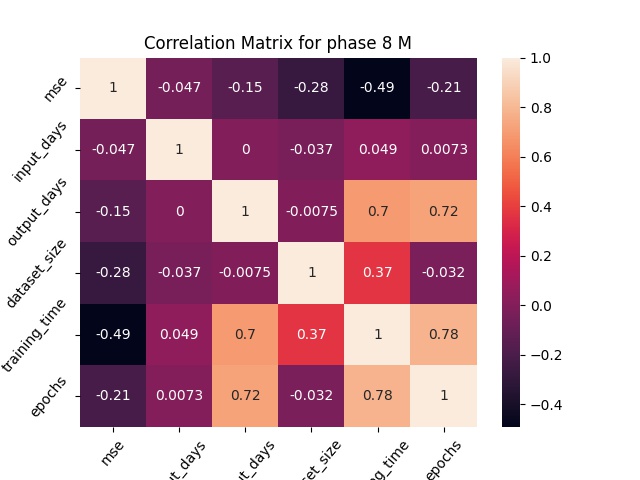 Correlation Matrix for phase 8 M
mse 1 -0.047 -0.15 -0.28 -0.49 -0.21
input_days -0.047 1 0 -0.037 0.049 0.0073
output_days -0.15 0 1 -0.0075 0.7 0.72
dataset_size -0.28 -0.037 -0.0075 1 0.37 -0.032
training_time -0.49 0.049 0.7 0.37 1 0.78
epochs -0.21 0.0073 0.72 -0.032 0.78 1
mse ut_days ut_days set_size ng_time epochs
1.0
0.8
0.6
0.4
0.2
0.0
−0.2
−0.4